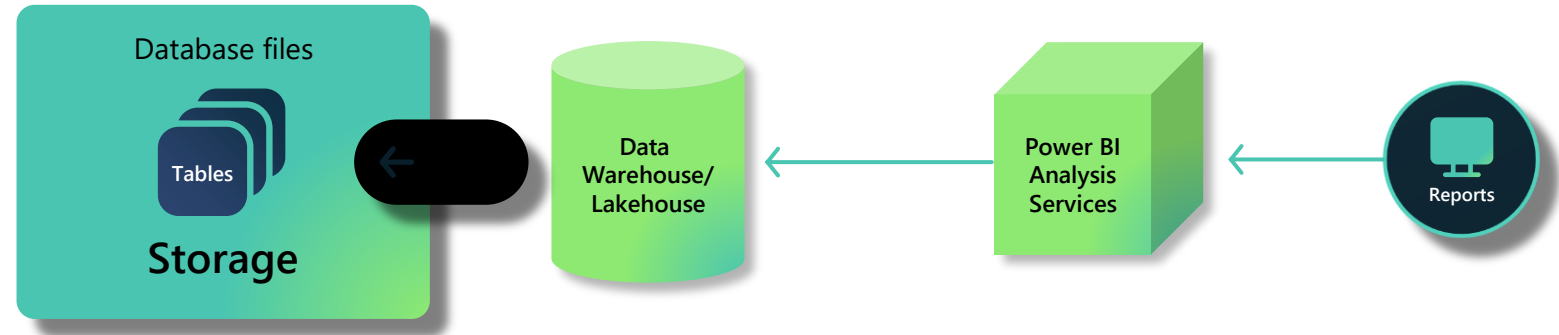 Database files
Tables
Storage
Data
Warehouse/
Lakehouse
Power BI
Analysis
Services
Reports